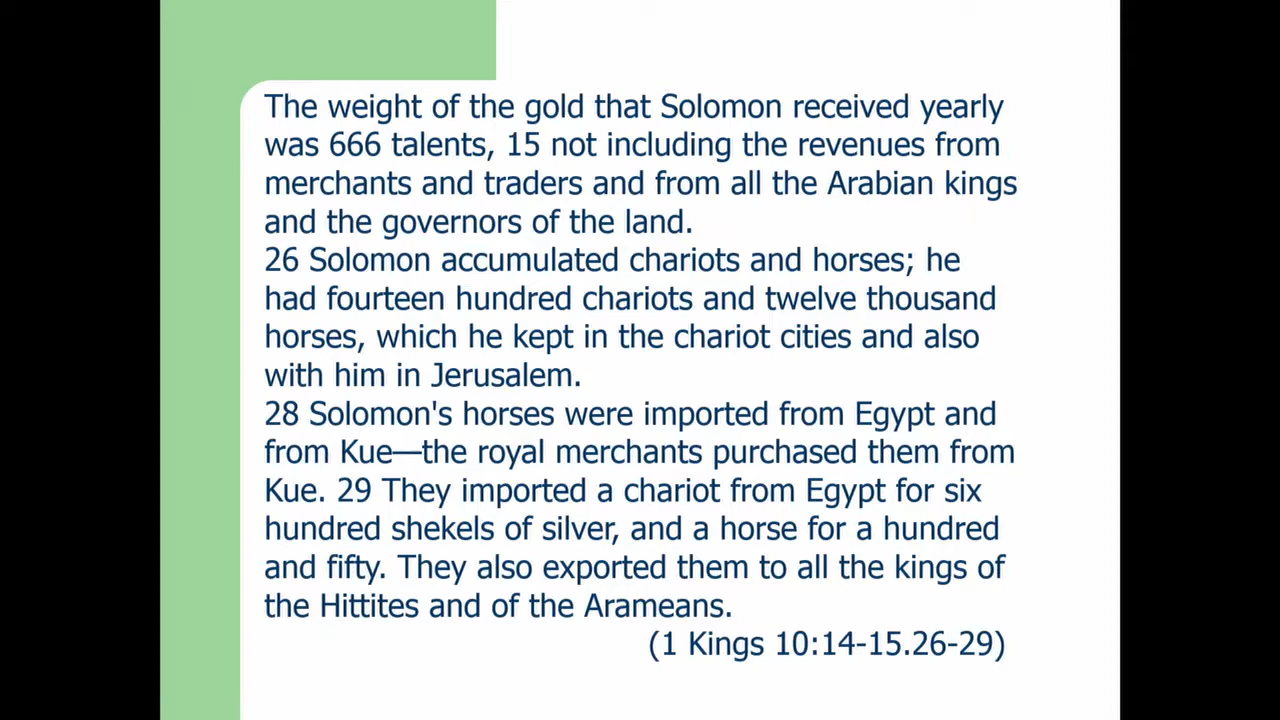 The weight of the gold that Solomon received yearly
was 666 talents, 15 not including the revenues from
merchants and traders and from all the Arabian kings
and the governors of the land.
26 Solomon accumulated chariots and horses; he
had fourteen hundred chariots and twelve thousand
horses, which he kept in the chariot cities and also
with him in Jerusalem.
28 Solomon's horses were imported from Egypt and
from Kue—the royal merchants purchased them from
Kue. 29 They imported a chariot from Egypt for six
hundred shekels of silver, and a horse for a hundred
and fifty. They also exported them to all the kings of
the Hittites and of the Arameans.
(1 Kings 10:14-15.26-29)